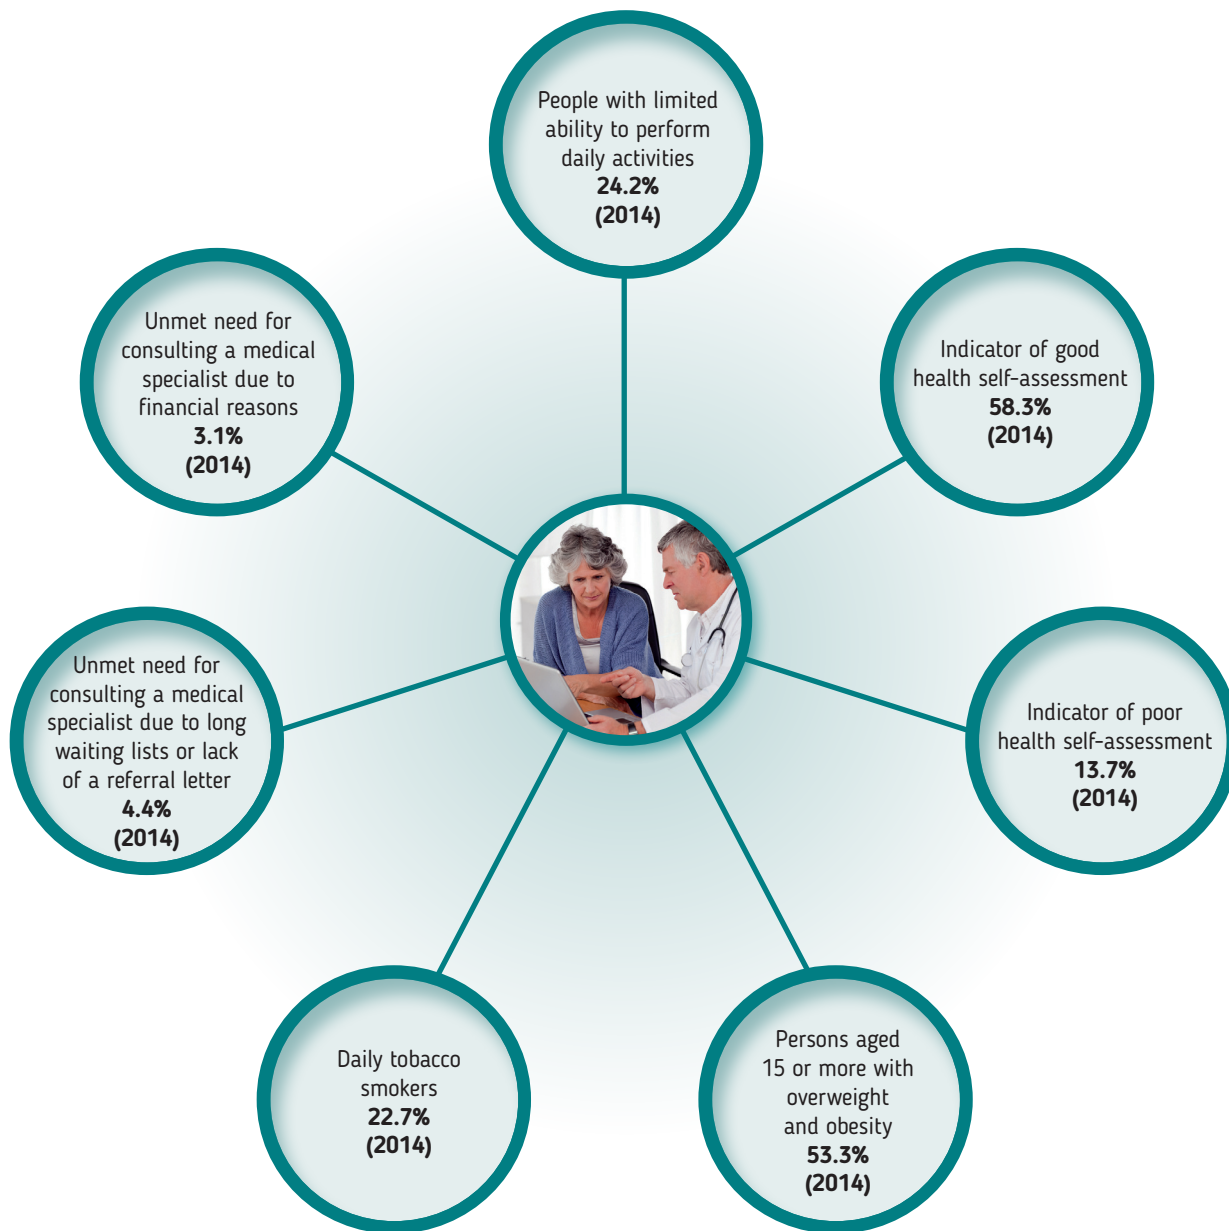 People with limited
ability to perform
daily activities
24.2%
(2014)
Unmet need for
consulting a medical
specialist due to
financial reasons
3.1%
(2014)
Indicator of good
health self-assessment
58.3%
(2014)
Unmet need for
consulting a medical
specialist due to long
waiting lists or lack
of a referral letter
4.4%
(2014)
Indicator of poor
health self-assessment
13.7%
(2014)
Daily tobacco
smokers
22.7%
(2014)
Persons aged
15 or more with
overweight
and obesity
53.3%
(2014)